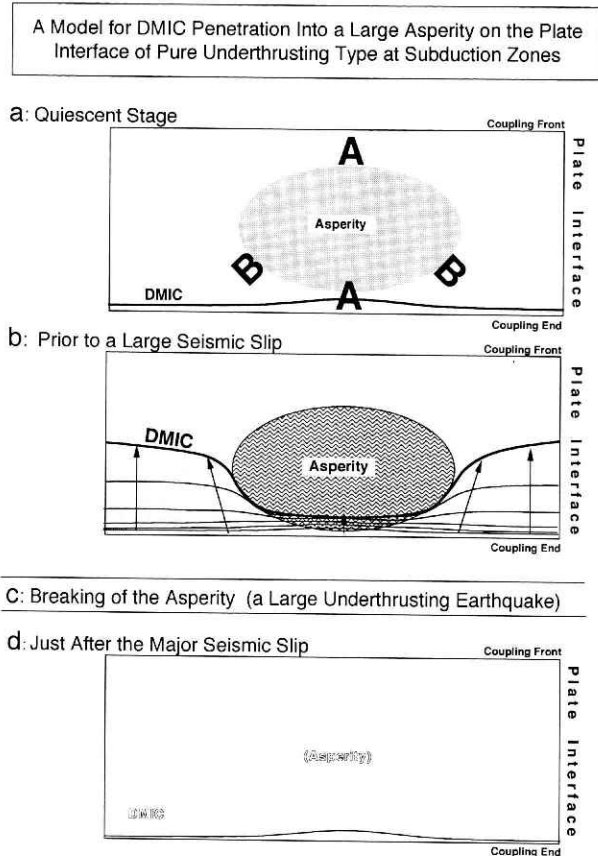 A Model for DMIC Penetration Into a Large Asperity on the Plate
Interface of Pure Underthrusting Type at Subduction Zones
a: Quiescent Stage
Coupling Front
A
Asperity
B
B
A
DMIC
Plate Interface
Coupling End
b: Prior to a Large Seismic Slip
Coupling Front
DMIC
Asperity
Plate Interface
Coupling End
C: Breaking of the Asperity (a Large Underthrusting Earthquake)
d: Just After the Major Seismic Slip
Coupling Front
(Asperity)
DMIC
Plate Interface
Coupling End